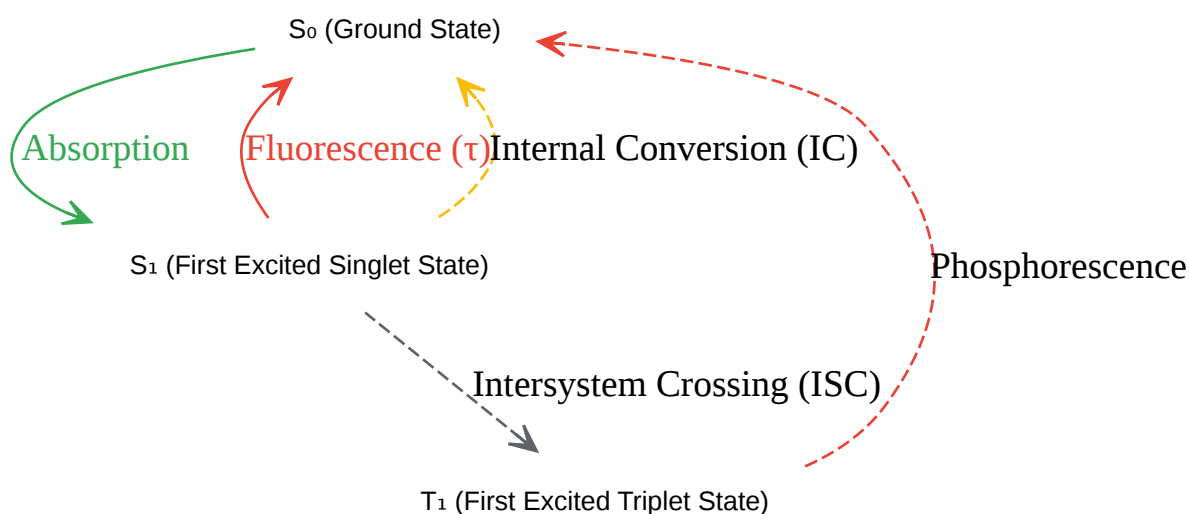 S₀ (Ground State)
Absorption
Fluorescence (τ)
Internal Conversion (IC)
S₁ (First Excited Singlet State)
Phosphorescence
Intersystem Crossing (ISC)
T₁ (First Excited Triplet State)